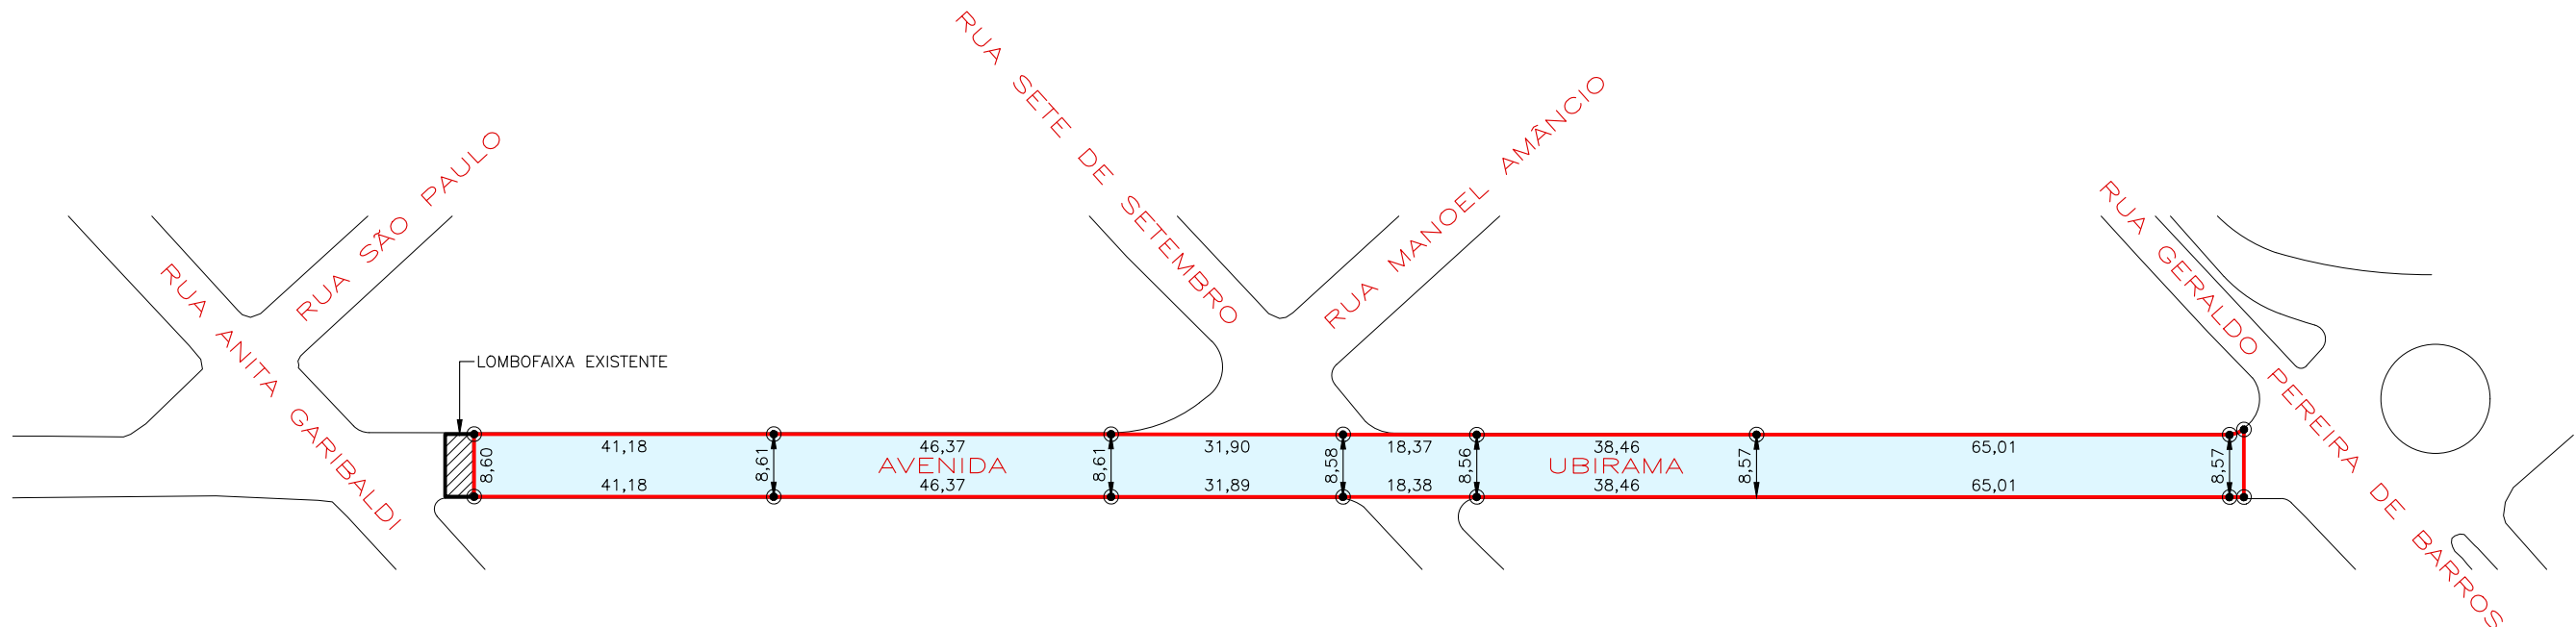 RUA SETE DE SETEMBRO
RUA MANOEL AMÂNCIO
RUA SÃO PAULO
RUA ANITA GARIBALDI
RUA GERALDO PEREIRA DE BARROS
LOMBOFAIXA EXISTENTE
41,18 46,37 31,90 18,37 38,46 65,01
8,60 8,61 8,61 8,58 8,56 8,57 8,57
AVENIDA UBIRAMA
41,18 46,37 31,89 18,38 38,46 65,01